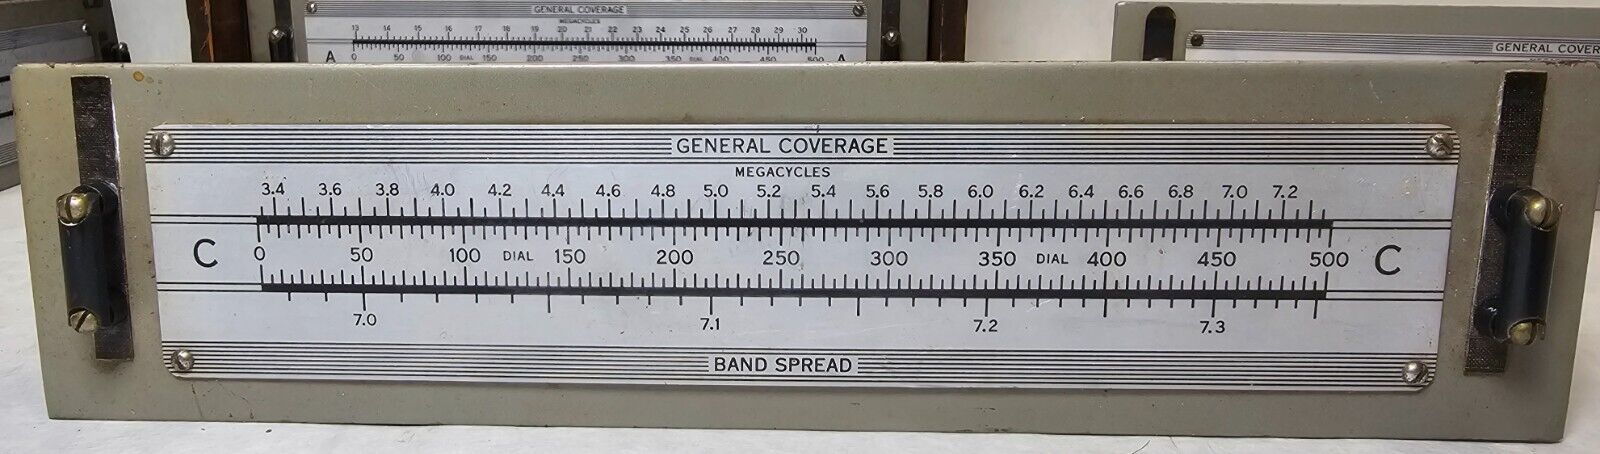 GENERAL COVERAGE
MEGACYCLES
13 14 15 16 17 18 19 20 21 22 23 24 25 26 27 28 29 30
A 0 50 100 DIAL 150 200 250 300 350 DIAL 400 450 500 A
GENERAL COVERAGE
GENERAL COVERAGE
MEGACYCLES
3.4 3.6 3.8 4.0 4.2 4.4 4.6 4.8 5.0 5.2 5.4 5.6 5.8 6.0 6.2 6.4 6.6 6.8 7.0 7.2
C 0 50 100 DIAL 150 200 250 300 350 DIAL 400 450 500 C
7.0 7.1 7.2 7.3
BAND SPREAD